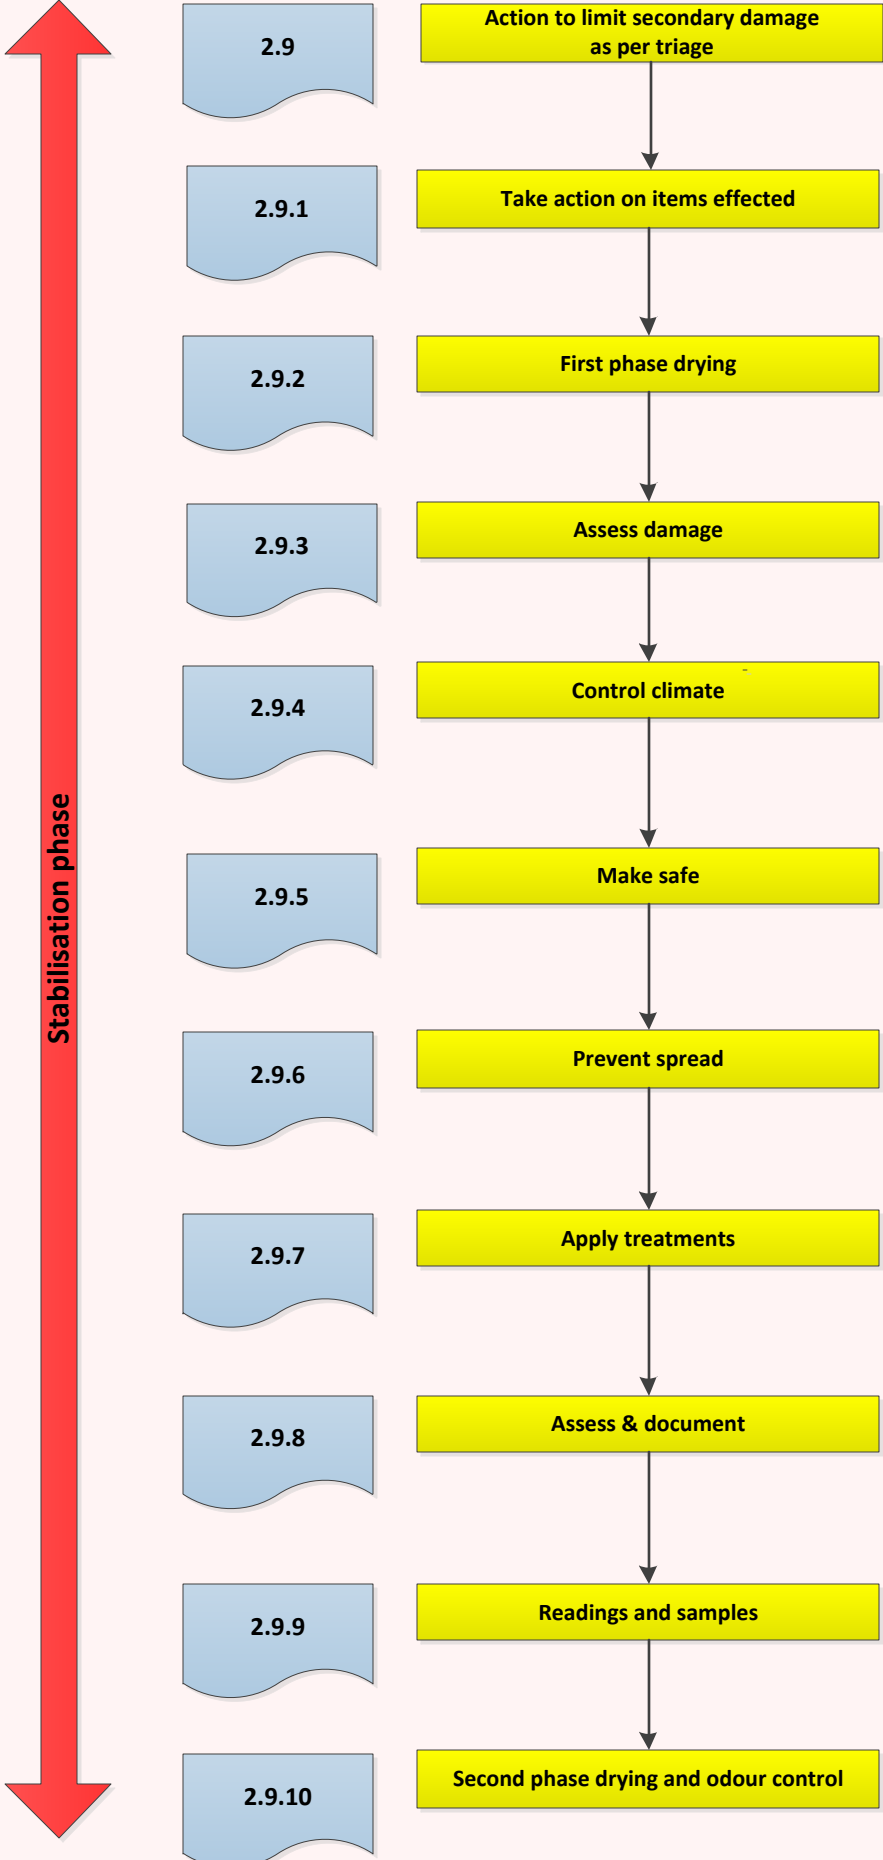 Stabilisation phase
2.9
Action to limit secondary damage
as per triage
2.9.1
Take action on items effected
2.9.2
First phase drying
2.9.3
Assess damage
2.9.4
Control climate
2.9.5
Make safe
2.9.6
Prevent spread
2.9.7
Apply treatments
2.9.8
Assess & document
2.9.9
Readings and samples
2.9.10
Second phase drying and odour control